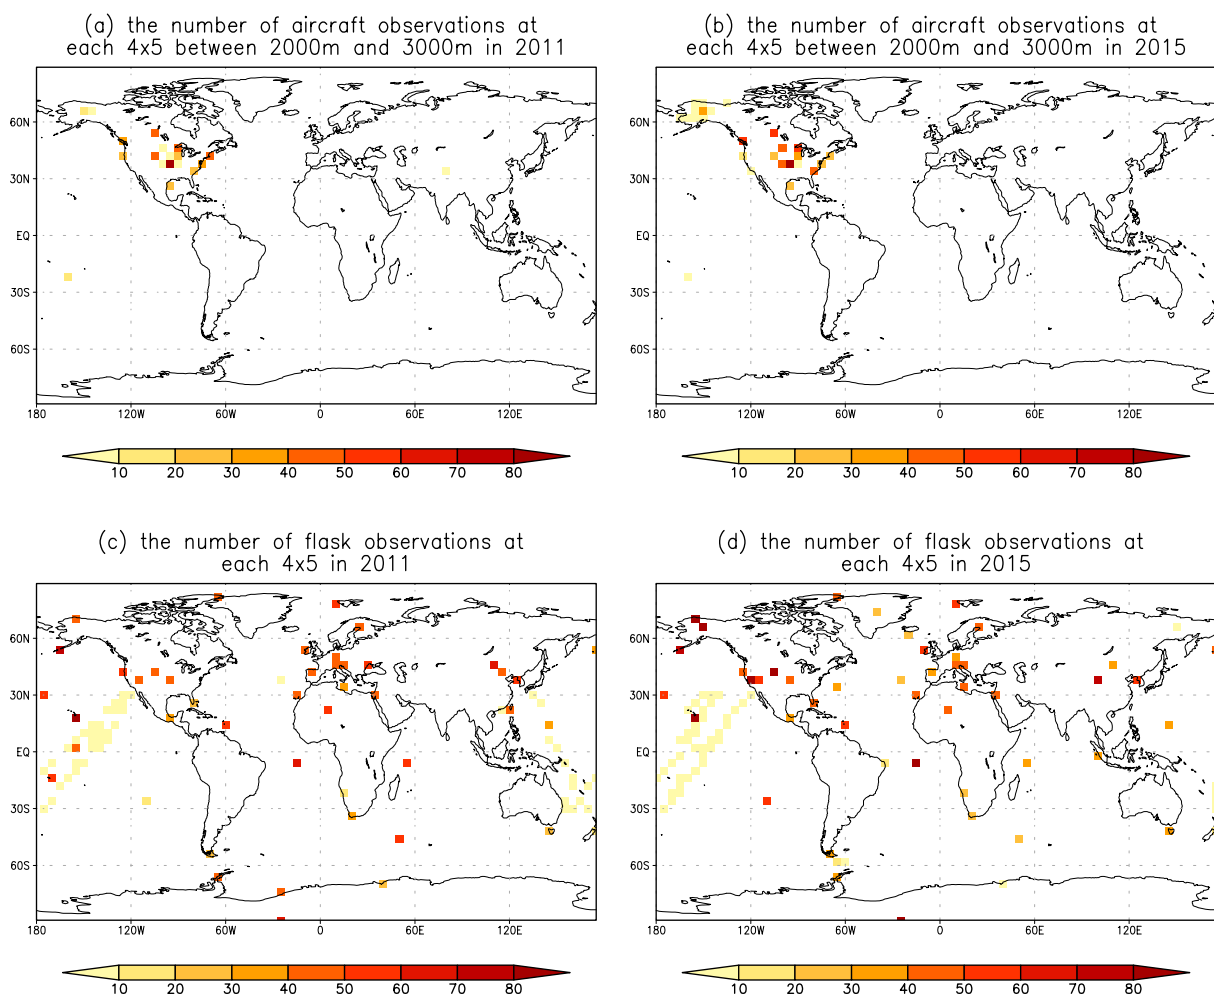 (a) the number of aircraft observations at
each 4x5 between 2000m and 3000m in 2011
60N
30N
EQ
30S
60S
180 120W 60W 0 60E 120E
10 20 30 40 50 60 70 80
(b) the number of aircraft observations at
each 4x5 between 2000m and 3000m in 2015
60N
30N
EQ
30S
60S
180 120W 60W 0 60E 120E
10 20 30 40 50 60 70 80
(c) the number of flask observations at
each 4x5 in 2011
60N
30N
EQ
30S
60S
180 120W 60W 0 60E 120E
10 20 30 40 50 60 70 80
(d) the number of flask observations at
each 4x5 in 2015
60N
30N
EQ
30S
60S
180 120W 60W 0 60E 120E
10 20 30 40 50 60 70 80